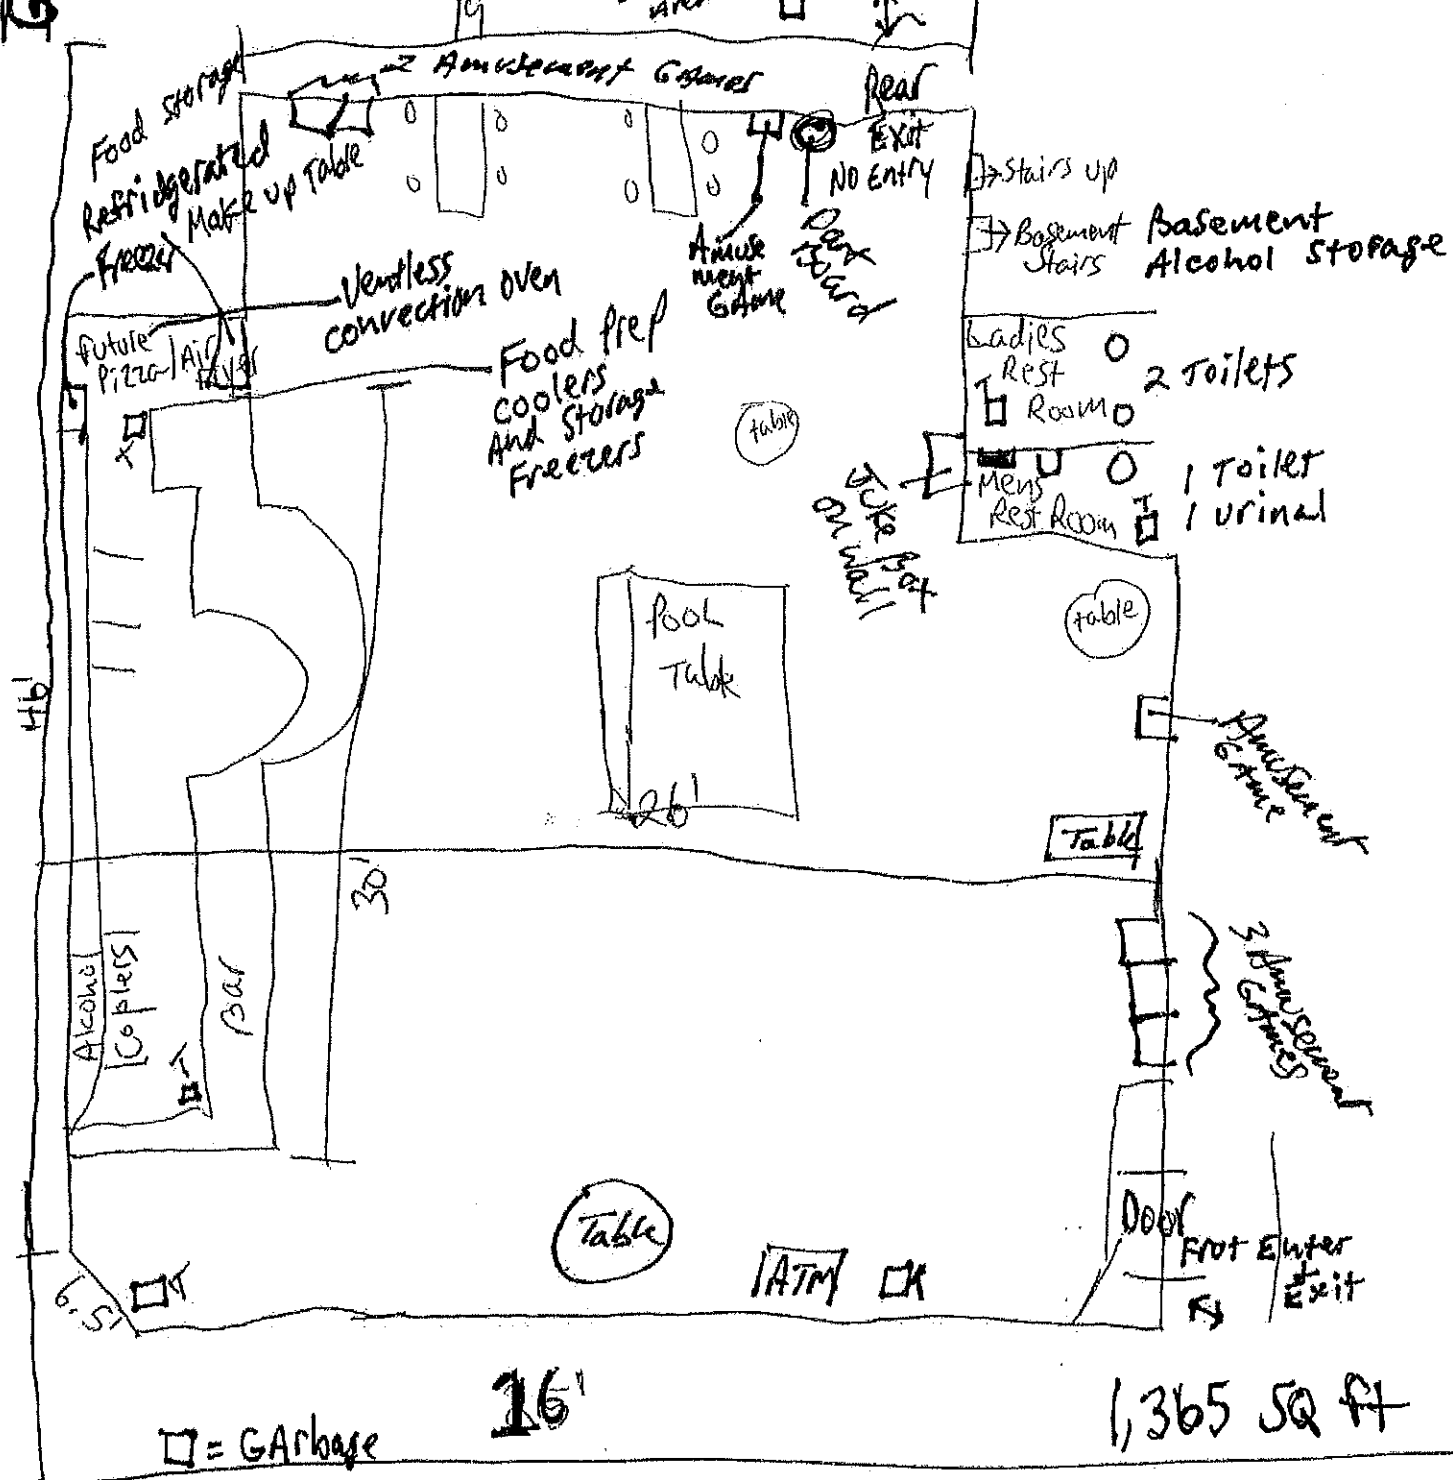 2 Amusement Games
Rear
Exit
NO Entry
Food storage
Refridgerated
Make up Table
Freezer
Ventless
convection oven
Food Prep
coolers
And storage
Freezers
future
Pizza
Air
fryer
Amuse
ment
Game
Dart
Board
Stairs up
Basement
Stairs
Basement
Alcohol Storage
Ladies
Rest
Room
2 Toilets
Mens
Rest Room
1 Toilet
1 urinal
T
T
Juke Box
on wall
table
table
Pool
Table
26'
46'
30'
Amusement
Game
Table
3 Amusement
Games
Alcohol
Coolers
Bar
T
Table
ATM
Door
Frot Enter
Exit
6.5'
T
16'
1,365 SQ ft
= GArbage